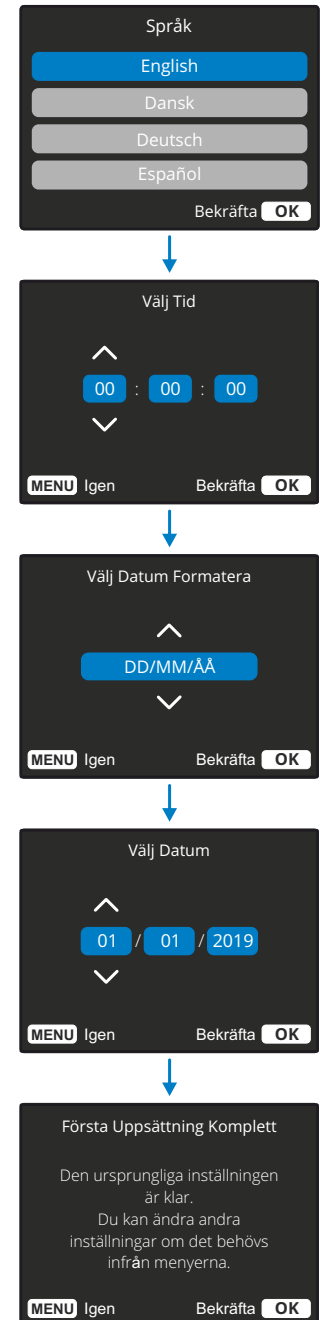 Språk
English
Dansk
Deutsch
Español
Bekräfta OK
Välj Tid
00 : 00 : 00
MENU Igen Bekräfta OK
Välj Datum Formatera
DD/MM/ÅÅ
MENU Igen Bekräfta OK
Välj Datum
01 / 01 / 2019
MENU Igen Bekräfta OK
Första Uppsättning Komplett
Den ursprungliga inställningen
är klar.
Du kan ändra andra
inställningar om det behövs
infrån menyerna.
MENU Igen Bekräfta OK